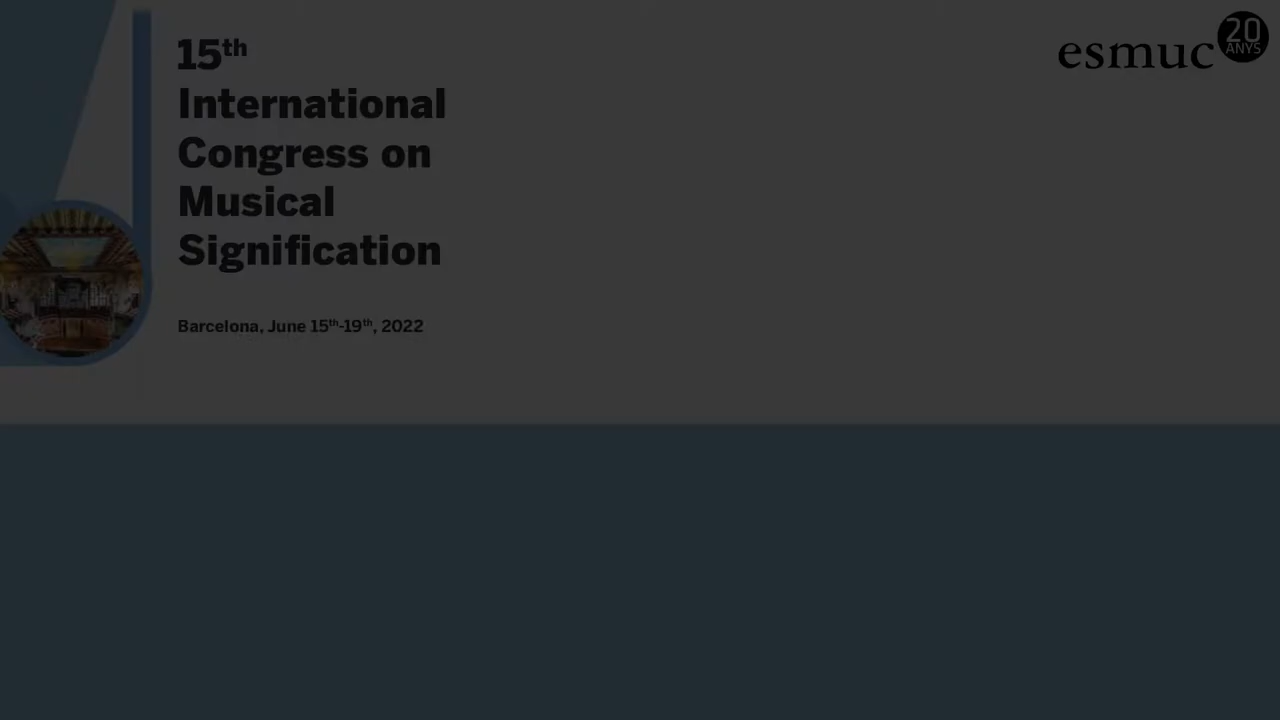 15th
International
Congress on
Musical
Signification
Barcelona, June 15th-19th, 2022
esmuc
20
ANYS